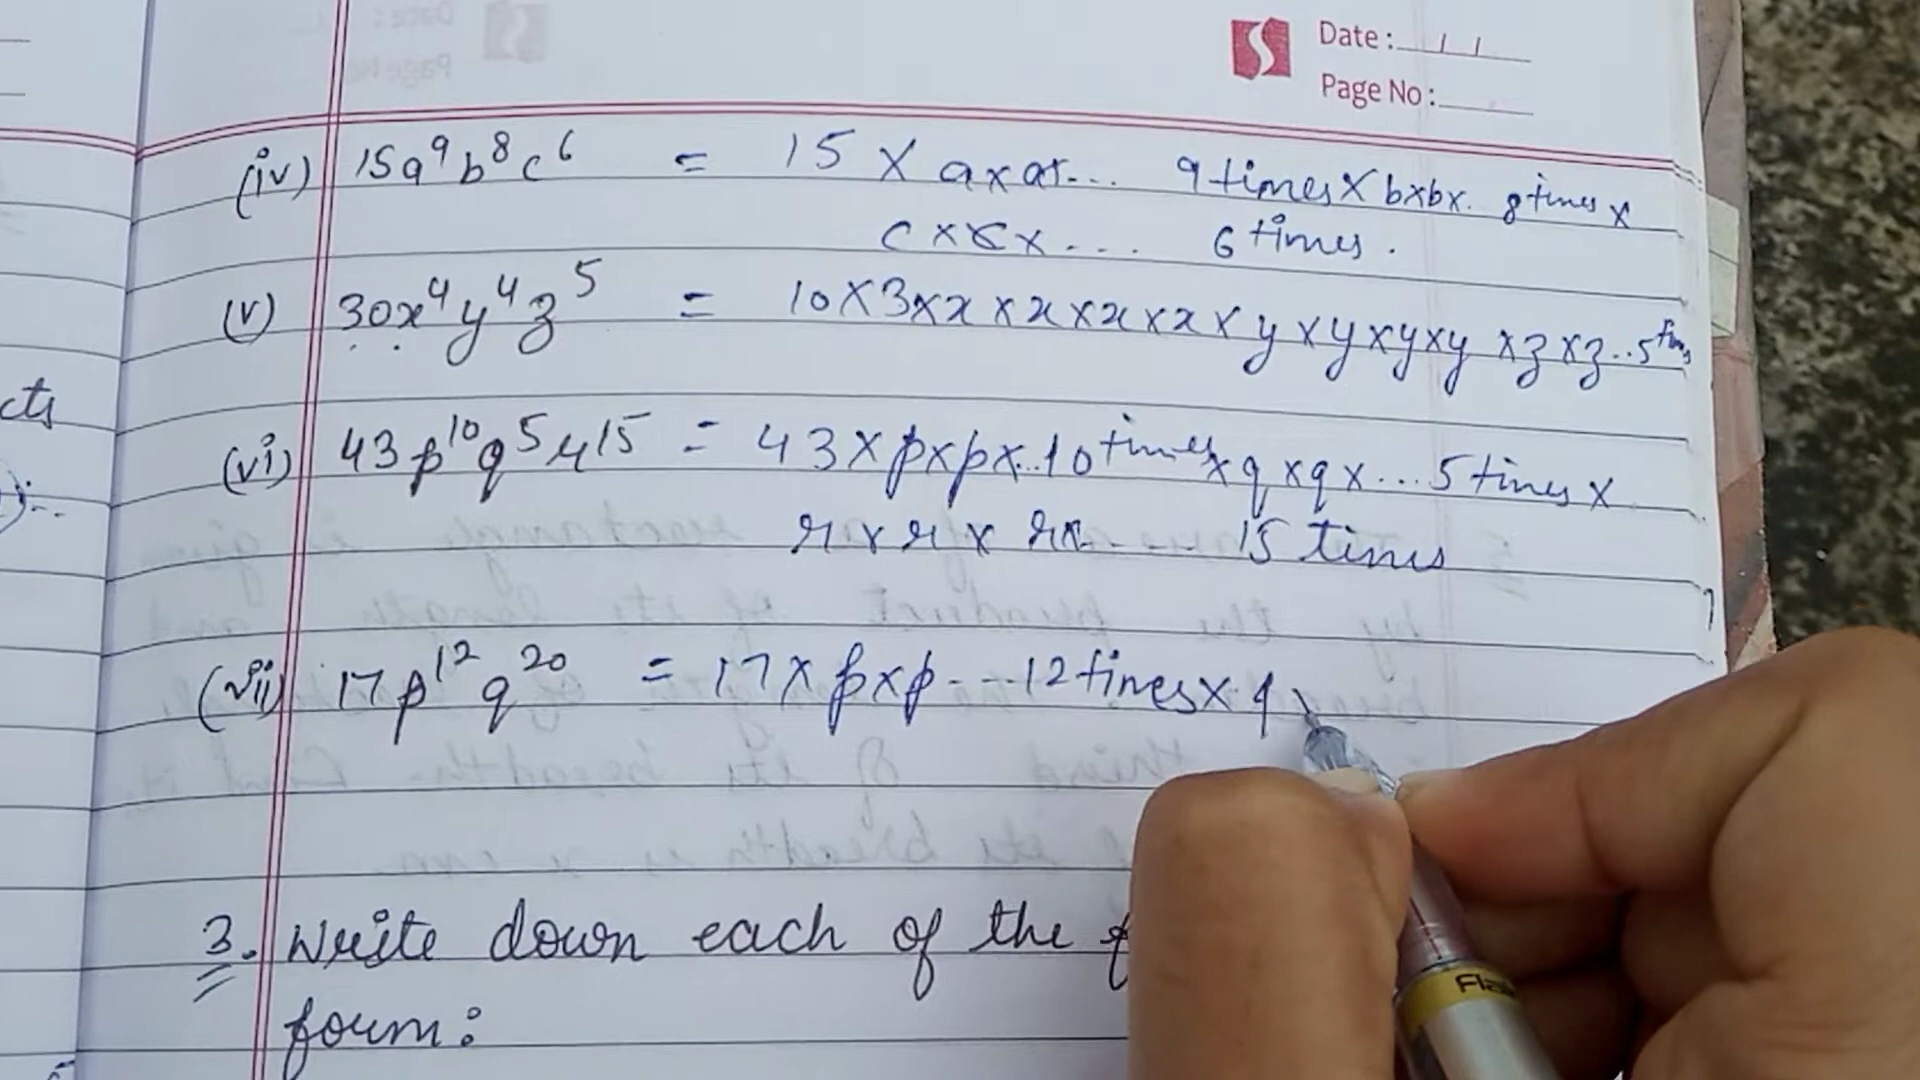 Date : / /
Page No :
(iv) 15a⁹b⁸c⁶ = 15 × a×a×... 9 times × b×b×. 8 times ×
c×c×.... 6 times.
(v) 30x⁴y⁴z⁵ = 10×3×x×x×x×x×y×y×y×y×z×z..5 times
(vi) 43p¹⁰q⁵r¹⁵ = 43×p×p×..10 times×q×q×...5 times×
r×r×r×.... 15 times
(vii) 17p¹²q²⁰ = 17×p×p---12 times×q×
3. Write down each of the
form:
cts
Fla